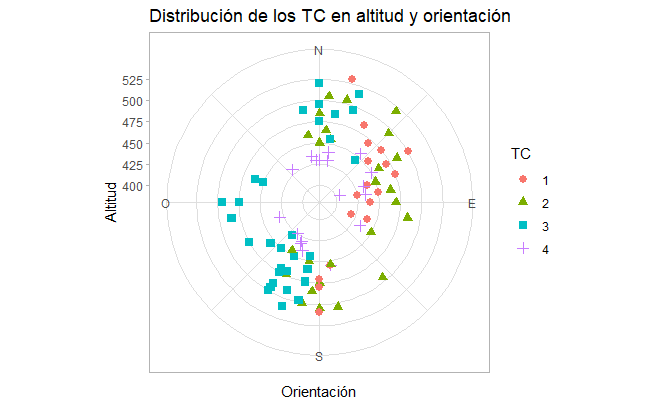 Distribución de los TC en altitud y orientación
N
525
500
475
450
425
400
O
E
S
Altitud
Orientación
TC
1
2
3
4